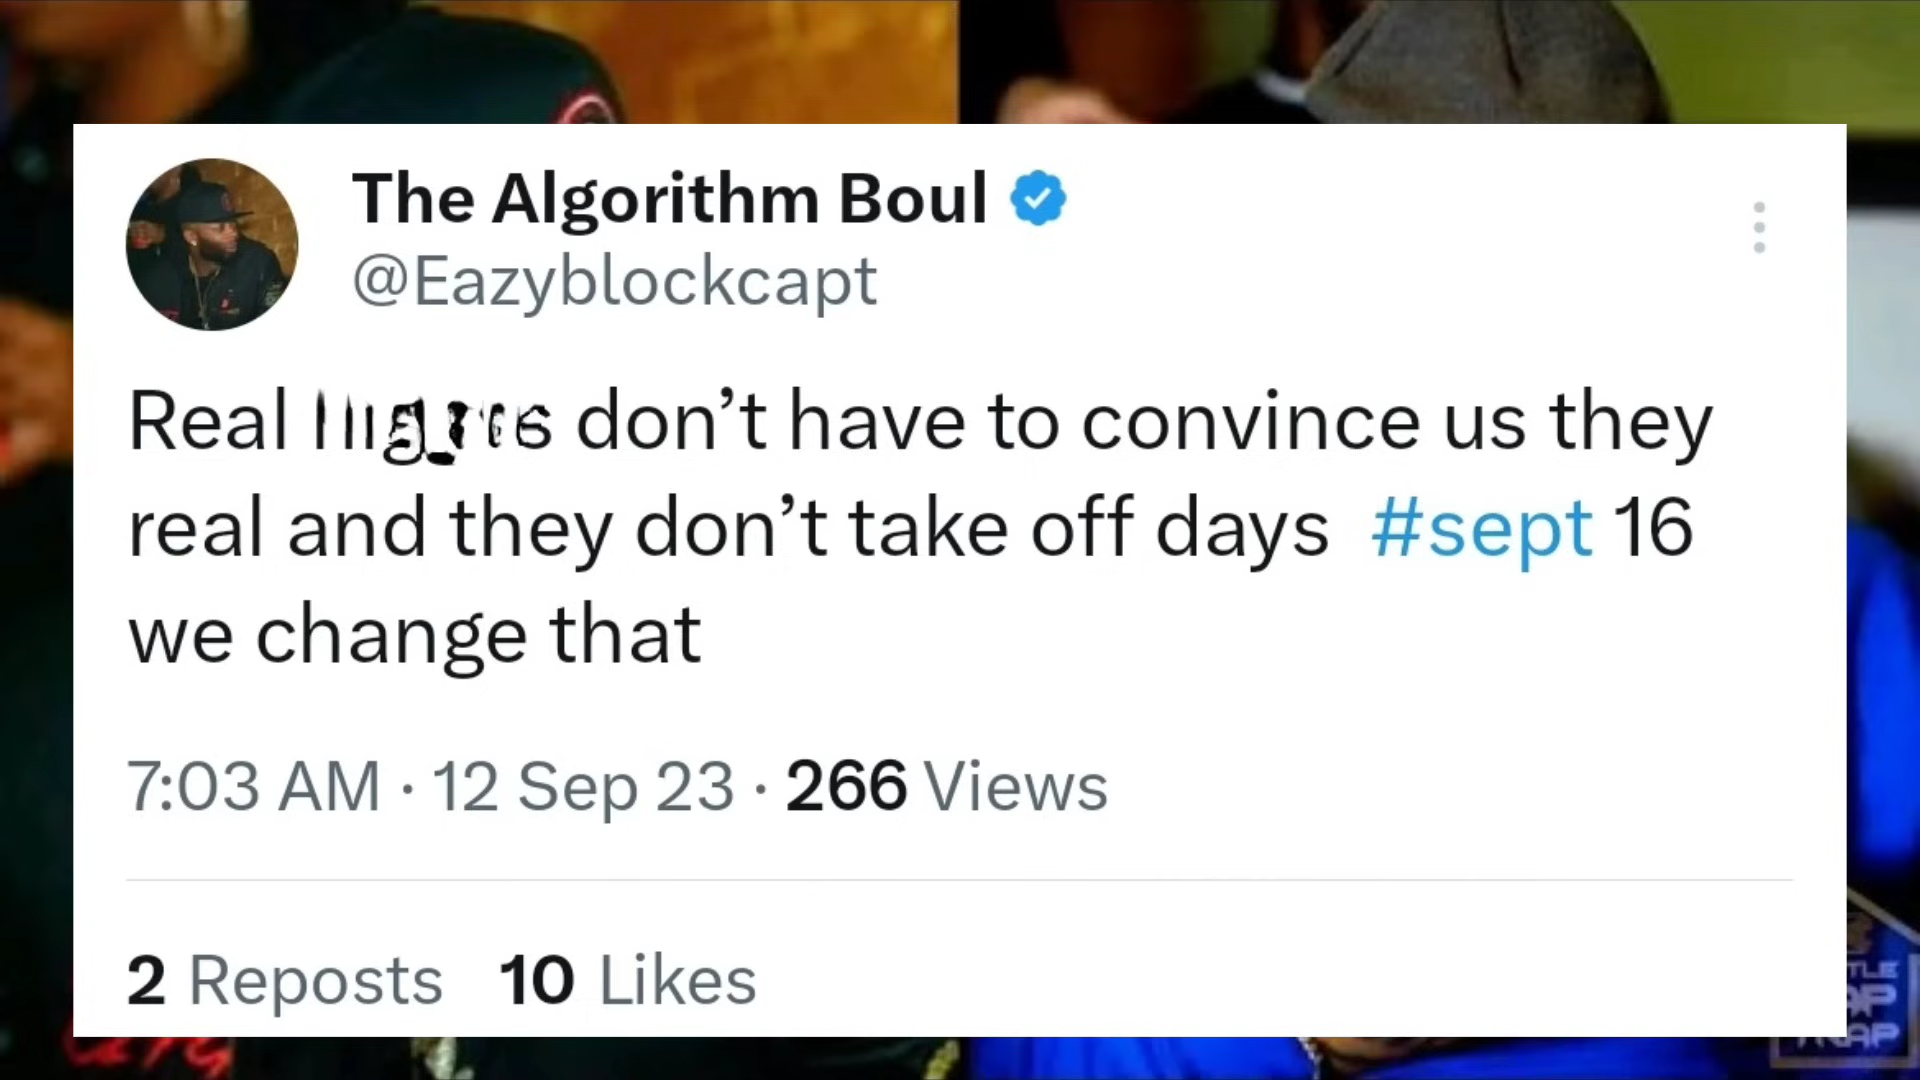 The Algorithm Boul
@Eazyblockcapt
Real don’t have to convince us they
real and they don’t take off days #sept 16
we change that
7:03 AM · 12 Sep 23 · 266 Views
2 Reposts 10 Likes